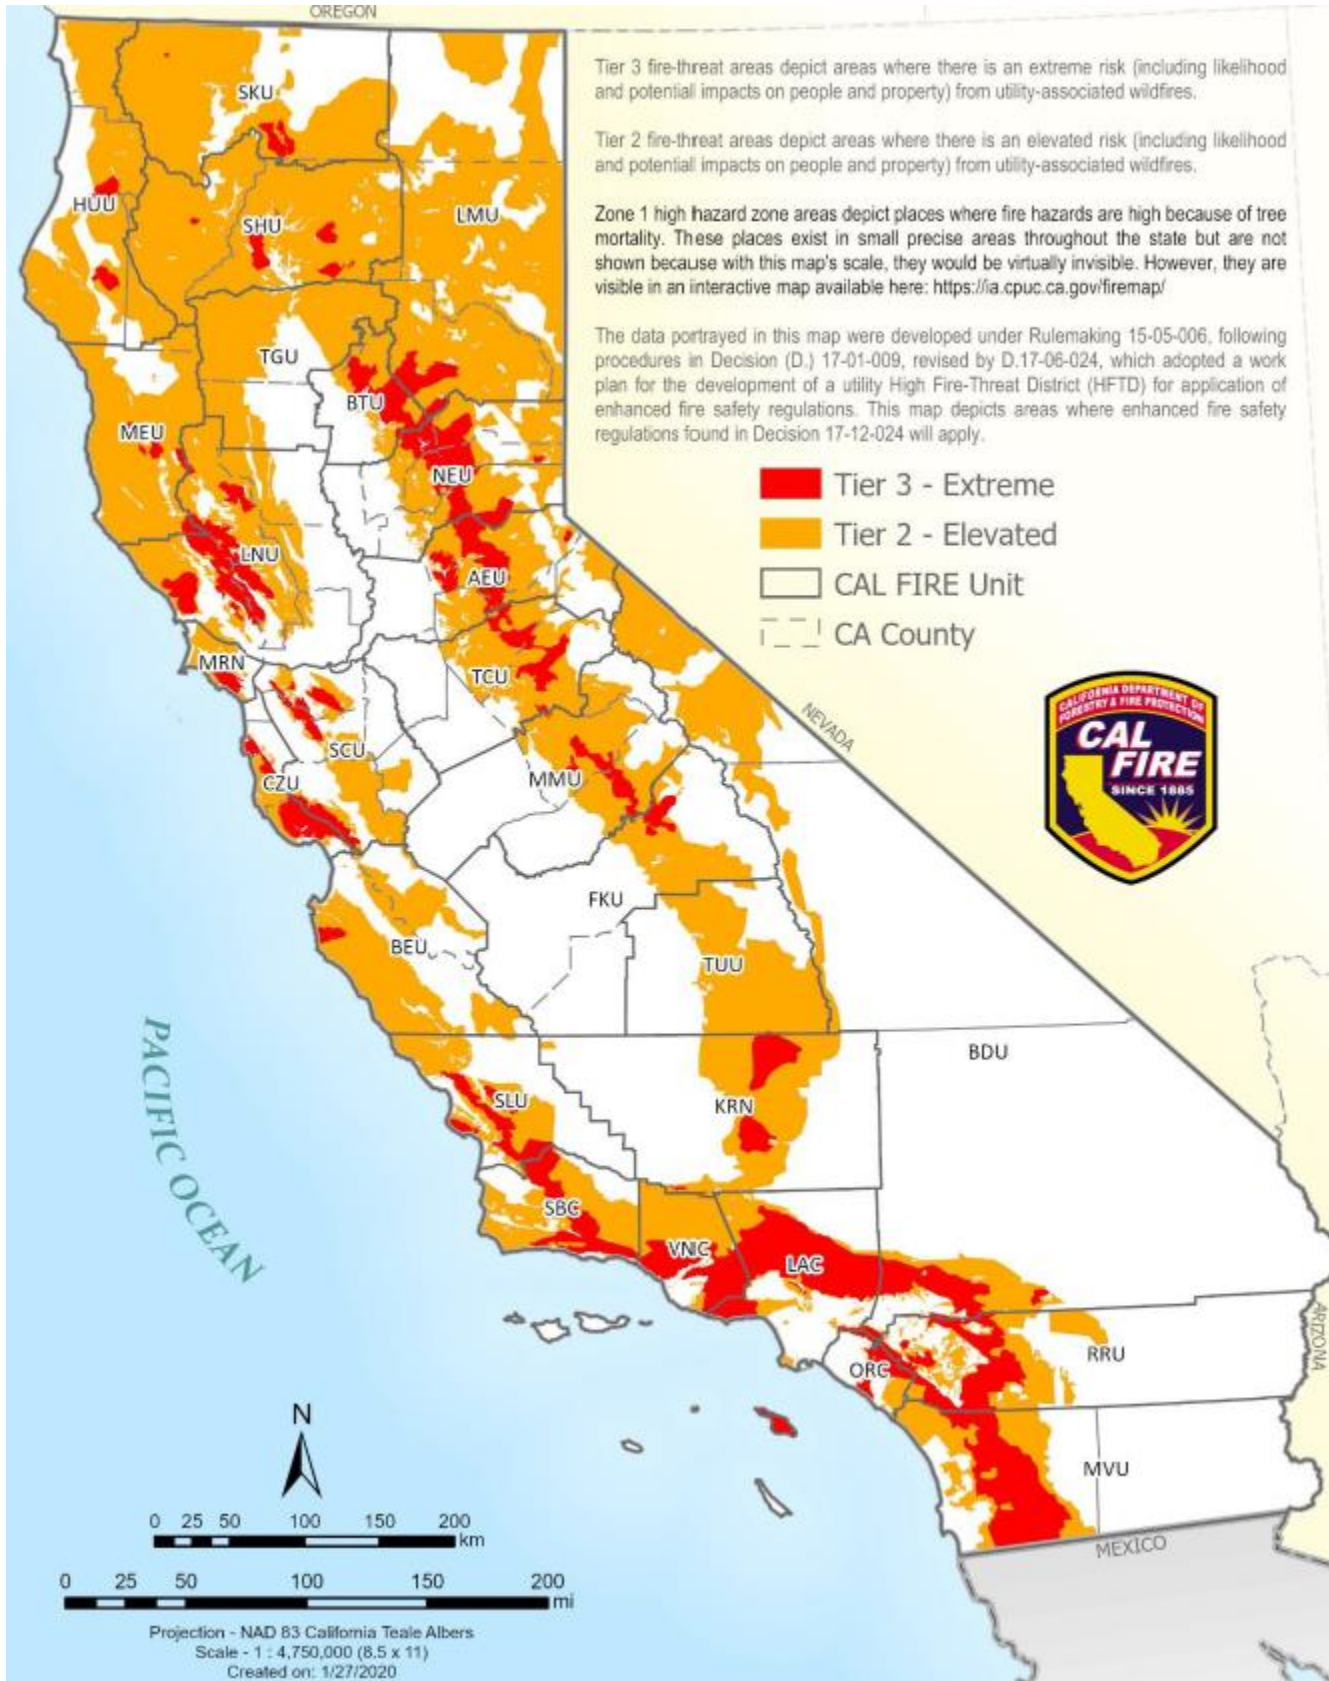 OREGON
Tier 3 fire-threat areas depict areas where there is an extreme risk (including likelihood
and potential impacts on people and property) from utility-associated wildfires.
Tier 2 fire-threat areas depict areas where there is an elevated risk (including likelihood
and potential impacts on people and property) from utility-associated wildfires.
Zone 1 high hazard zone areas depict places where fire hazards are high because of tree
mortality. These places exist in small precise areas throughout the state but are not
shown because with this map's scale, they would be virtually invisible. However, they are
visible in an interactive map available here: https://ia.cpuc.ca.gov/firemap/
The data portrayed in this map were developed under Rulemaking 15-05-006, following
procedures in Decision (D.) 17-01-009, revised by D.17-06-024, which adopted a work
plan for the development of a utility High Fire-Threat District (HFTD) for application of
enhanced fire safety regulations. This map depicts areas where enhanced fire safety
regulations found in Decision 17-12-024 will apply.
Tier 3 - Extreme
Tier 2 - Elevated
CAL FIRE Unit
CA County
SKU
HUU
SHU
LMU
TGU
BTU
MEU
NEU
LNU
AEU
MRN
TCU
SCU
CZU
MMU
NEVADA
CALIFORNIA DEPARTMENT OF
FORESTRY & FIRE PROTECTION
CAL
FIRE
SINCE 1885
FKU
BEU
TUU
PACIFIC OCEAN
BDU
SLU
KRN
SBC
VNC
LAC
ORC
RRU
ARIZONA
MVU
MEXICO
N
0 25 50 100 150 200
km
0 25 50 100 150 200
mi
Projection - NAD 83 California Teale Albers
Scale - 1 : 4,750,000 (8.5 x 11)
Created on: 1/27/2020